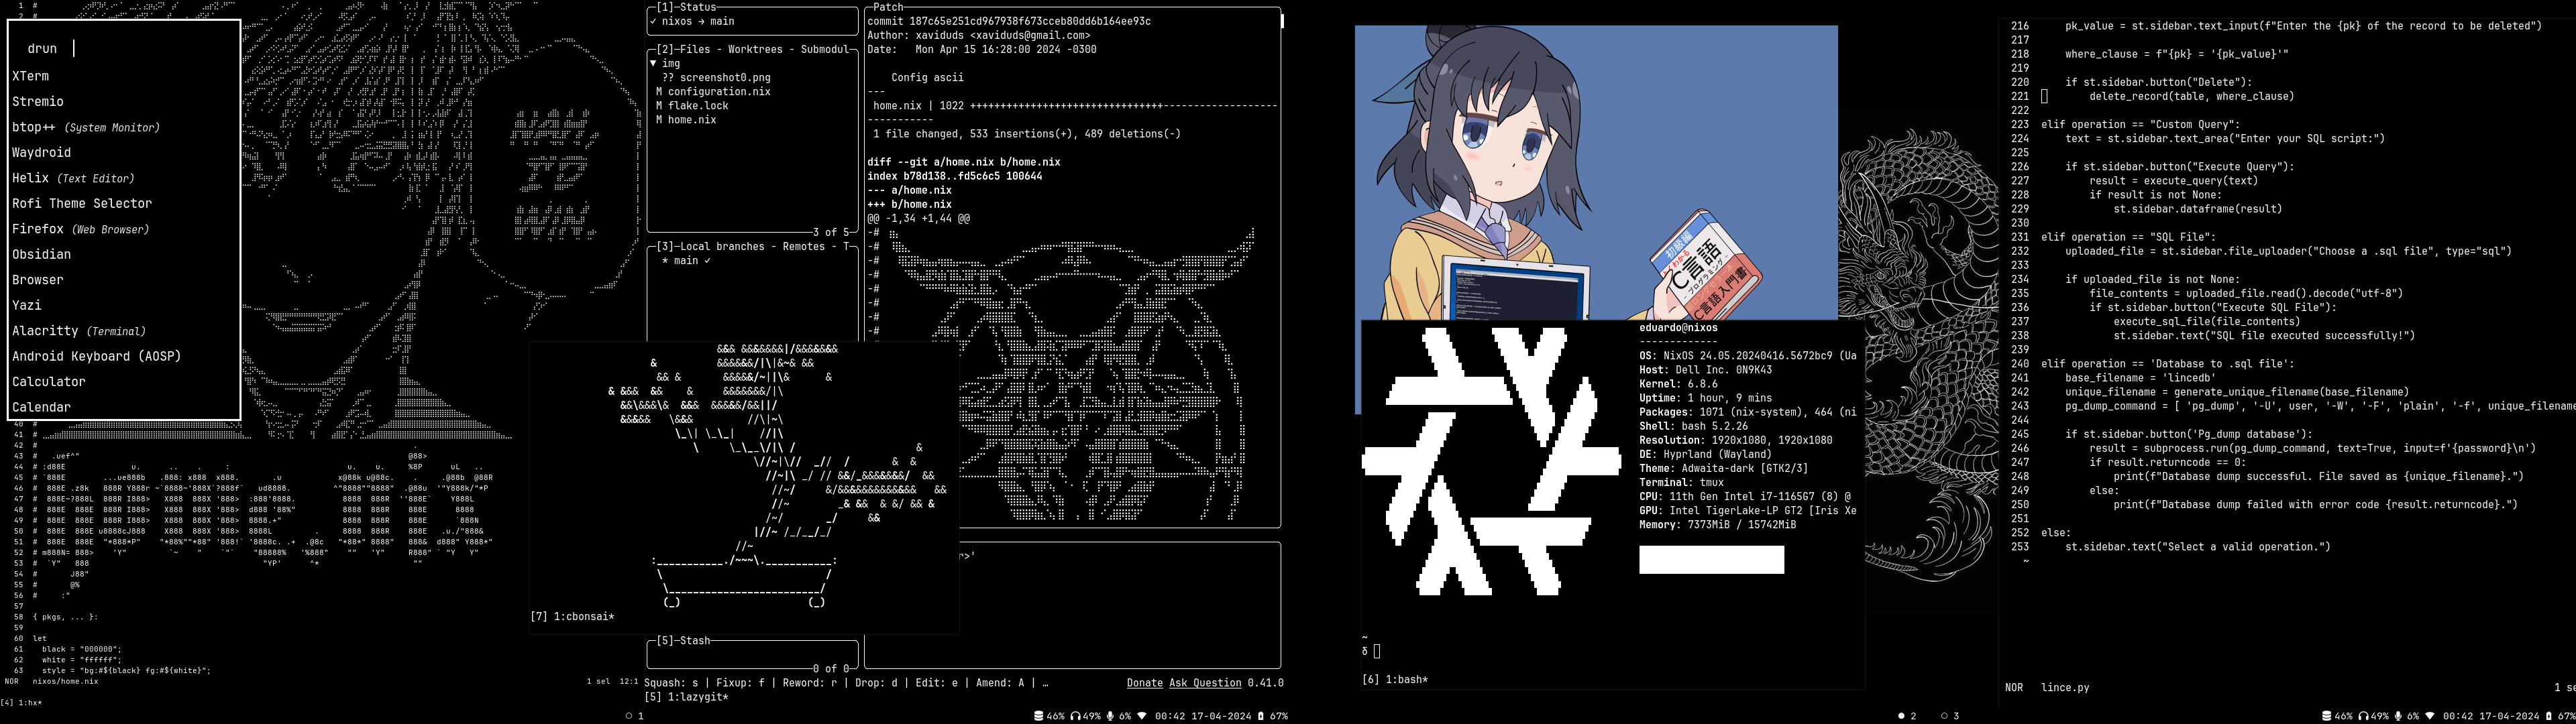 drun
XTerm
Stremio
btop++ (System Monitor)
Waydroid
Helix (Text Editor)
Rofi Theme Selector
Firefox (Web Browser)
Obsidian
Browser
Yazi
Alacritty (Terminal)
Android Keyboard (AOSP)
Calculator
Calendar
57
58 { pkgs, ... }:
59
60 let
61 black = "000000";
62 white = "ffffff";
63 style = "bg:#${black} fg:#${white}";
NOR nixos/home.nix 1 sel 12:1
[4] 1:hx*
[1]─Status
✓ nixos → main
[2]─Files - Worktrees - Submodul
▼ img
?? screenshot0.png
M configuration.nix
M flake.lock
M home.nix
3 of 5
[3]─Local branches - Remotes - T
* main ✓
[7] 1:cbonsai*
[5]─Stash
0 of 0
Patch
commit 187c65e251cd967938f673cceb80dd6b164ee93c
Author: xaviduds <xaviduds@gmail.com>
Date: Mon Apr 15 16:28:00 2024 -0300
Config ascii
---
home.nix | 1022 +++++++++++++++++++++++++++++++++-------------------
-----------
1 file changed, 533 insertions(+), 489 deletions(-)
diff --git a/home.nix b/home.nix
index b78d138..fd5c6c5 100644
--- a/home.nix
+++ b/home.nix
@@ -1,34 +1,44 @@
r>'
Squash: s | Fixup: f | Reword: r | Drop: d | Edit: e | Amend: A | …
Donate Ask Question 0.41.0
[5] 1:lazygit*
1
46% 49% 6% 00:42 17-04-2024 67%
初級編
わかる
C言語
プログラミング
C言語入門書
eduardo@nixos
-------------
OS: NixOS 24.05.20240416.5672bc9 (Ua
Host: Dell Inc. 0N9K43
Kernel: 6.8.6
Uptime: 1 hour, 9 mins
Packages: 1071 (nix-system), 464 (ni
Shell: bash 5.2.26
Resolution: 1920x1080, 1920x1080
DE: Hyprland (Wayland)
Theme: Adwaita-dark [GTK2/3]
Terminal: tmux
CPU: 11th Gen Intel i7-1165G7 (8) @
GPU: Intel TigerLake-LP GT2 [Iris Xe
Memory: 7373MiB / 15742MiB
~
δ
[6] 1:bash*
216 pk_value = st.sidebar.text_input(f"Enter the {pk} of the record to be deleted")
217
218 where_clause = f"{pk} = '{pk_value}'"
219
220 if st.sidebar.button("Delete"):
221 delete_record(table, where_clause)
222
223 elif operation == "Custom Query":
224 text = st.sidebar.text_area("Enter your SQL script:")
225
226 if st.sidebar.button("Execute Query"):
227 result = execute_query(text)
228 if result is not None:
229 st.sidebar.dataframe(result)
230
231 elif operation == "SQL File":
232 uploaded_file = st.sidebar.file_uploader("Choose a .sql file", type="sql")
233
234 if uploaded_file is not None:
235 file_contents = uploaded_file.read().decode("utf-8")
236 if st.sidebar.button("Execute SQL File"):
237 execute_sql_file(file_contents)
238 st.sidebar.text("SQL file executed successfully!")
239
240 elif operation == 'Database to .sql file':
241 base_filename = 'lincedb'
242 unique_filename = generate_unique_filename(base_filename)
243 pg_dump_command = [ 'pg_dump', '-U', user, '-W', '-F', 'plain', '-f', unique_filename
244
245 if st.sidebar.button('Pg_dump database'):
246 result = subprocess.run(pg_dump_command, text=True, input=f'{password}\n')
247 if result.returncode == 0:
248 print(f"Database dump successful. File saved as {unique_filename}.")
249 else:
250 print(f"Database dump failed with error code {result.returncode}.")
251
252 else:
253 st.sidebar.text("Select a valid operation.")
~
NOR lince.py 1 se
2 3
46% 49% 6% 00:42 17-04-2024 67%